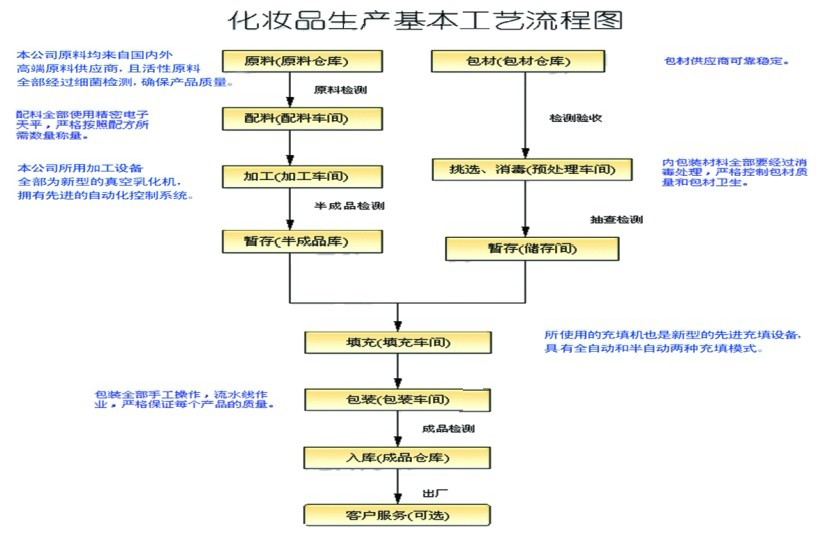 化妆品生产基本工艺流程图
本公司原料均来自国内外
高端原料供应商，且活性原料
全部经过细菌检测，确保产品质量。
原料(原料仓库)
包材(包材仓库)
包材供应商可靠稳定。
原料检测
配料全部使用精密电子
天平，严格按照配方所
需数量称量。
配料(配料车间)
检测验收
本公司所用加工设备
全部为新型的真空乳化机，
拥有先进的自动化控制系统。
加工(加工车间)
挑选、消毒(预处理车间)
内包装材料全部要经过消
毒处理，严格控制包材质
量和包材卫生。
半成品检测
抽查检测
暂存(半成品库)
暂存(储存间)
填充(填充车间)
所使用的充填机也是新型的先进充填设备，
具有全自动和半自动两种充填模式。
包装全部手工操作，流水线作
业，严格保证每个产品的质量。
包装(包装车间)
成品检测
入库(成品仓库)
出厂
客户服务(可选)